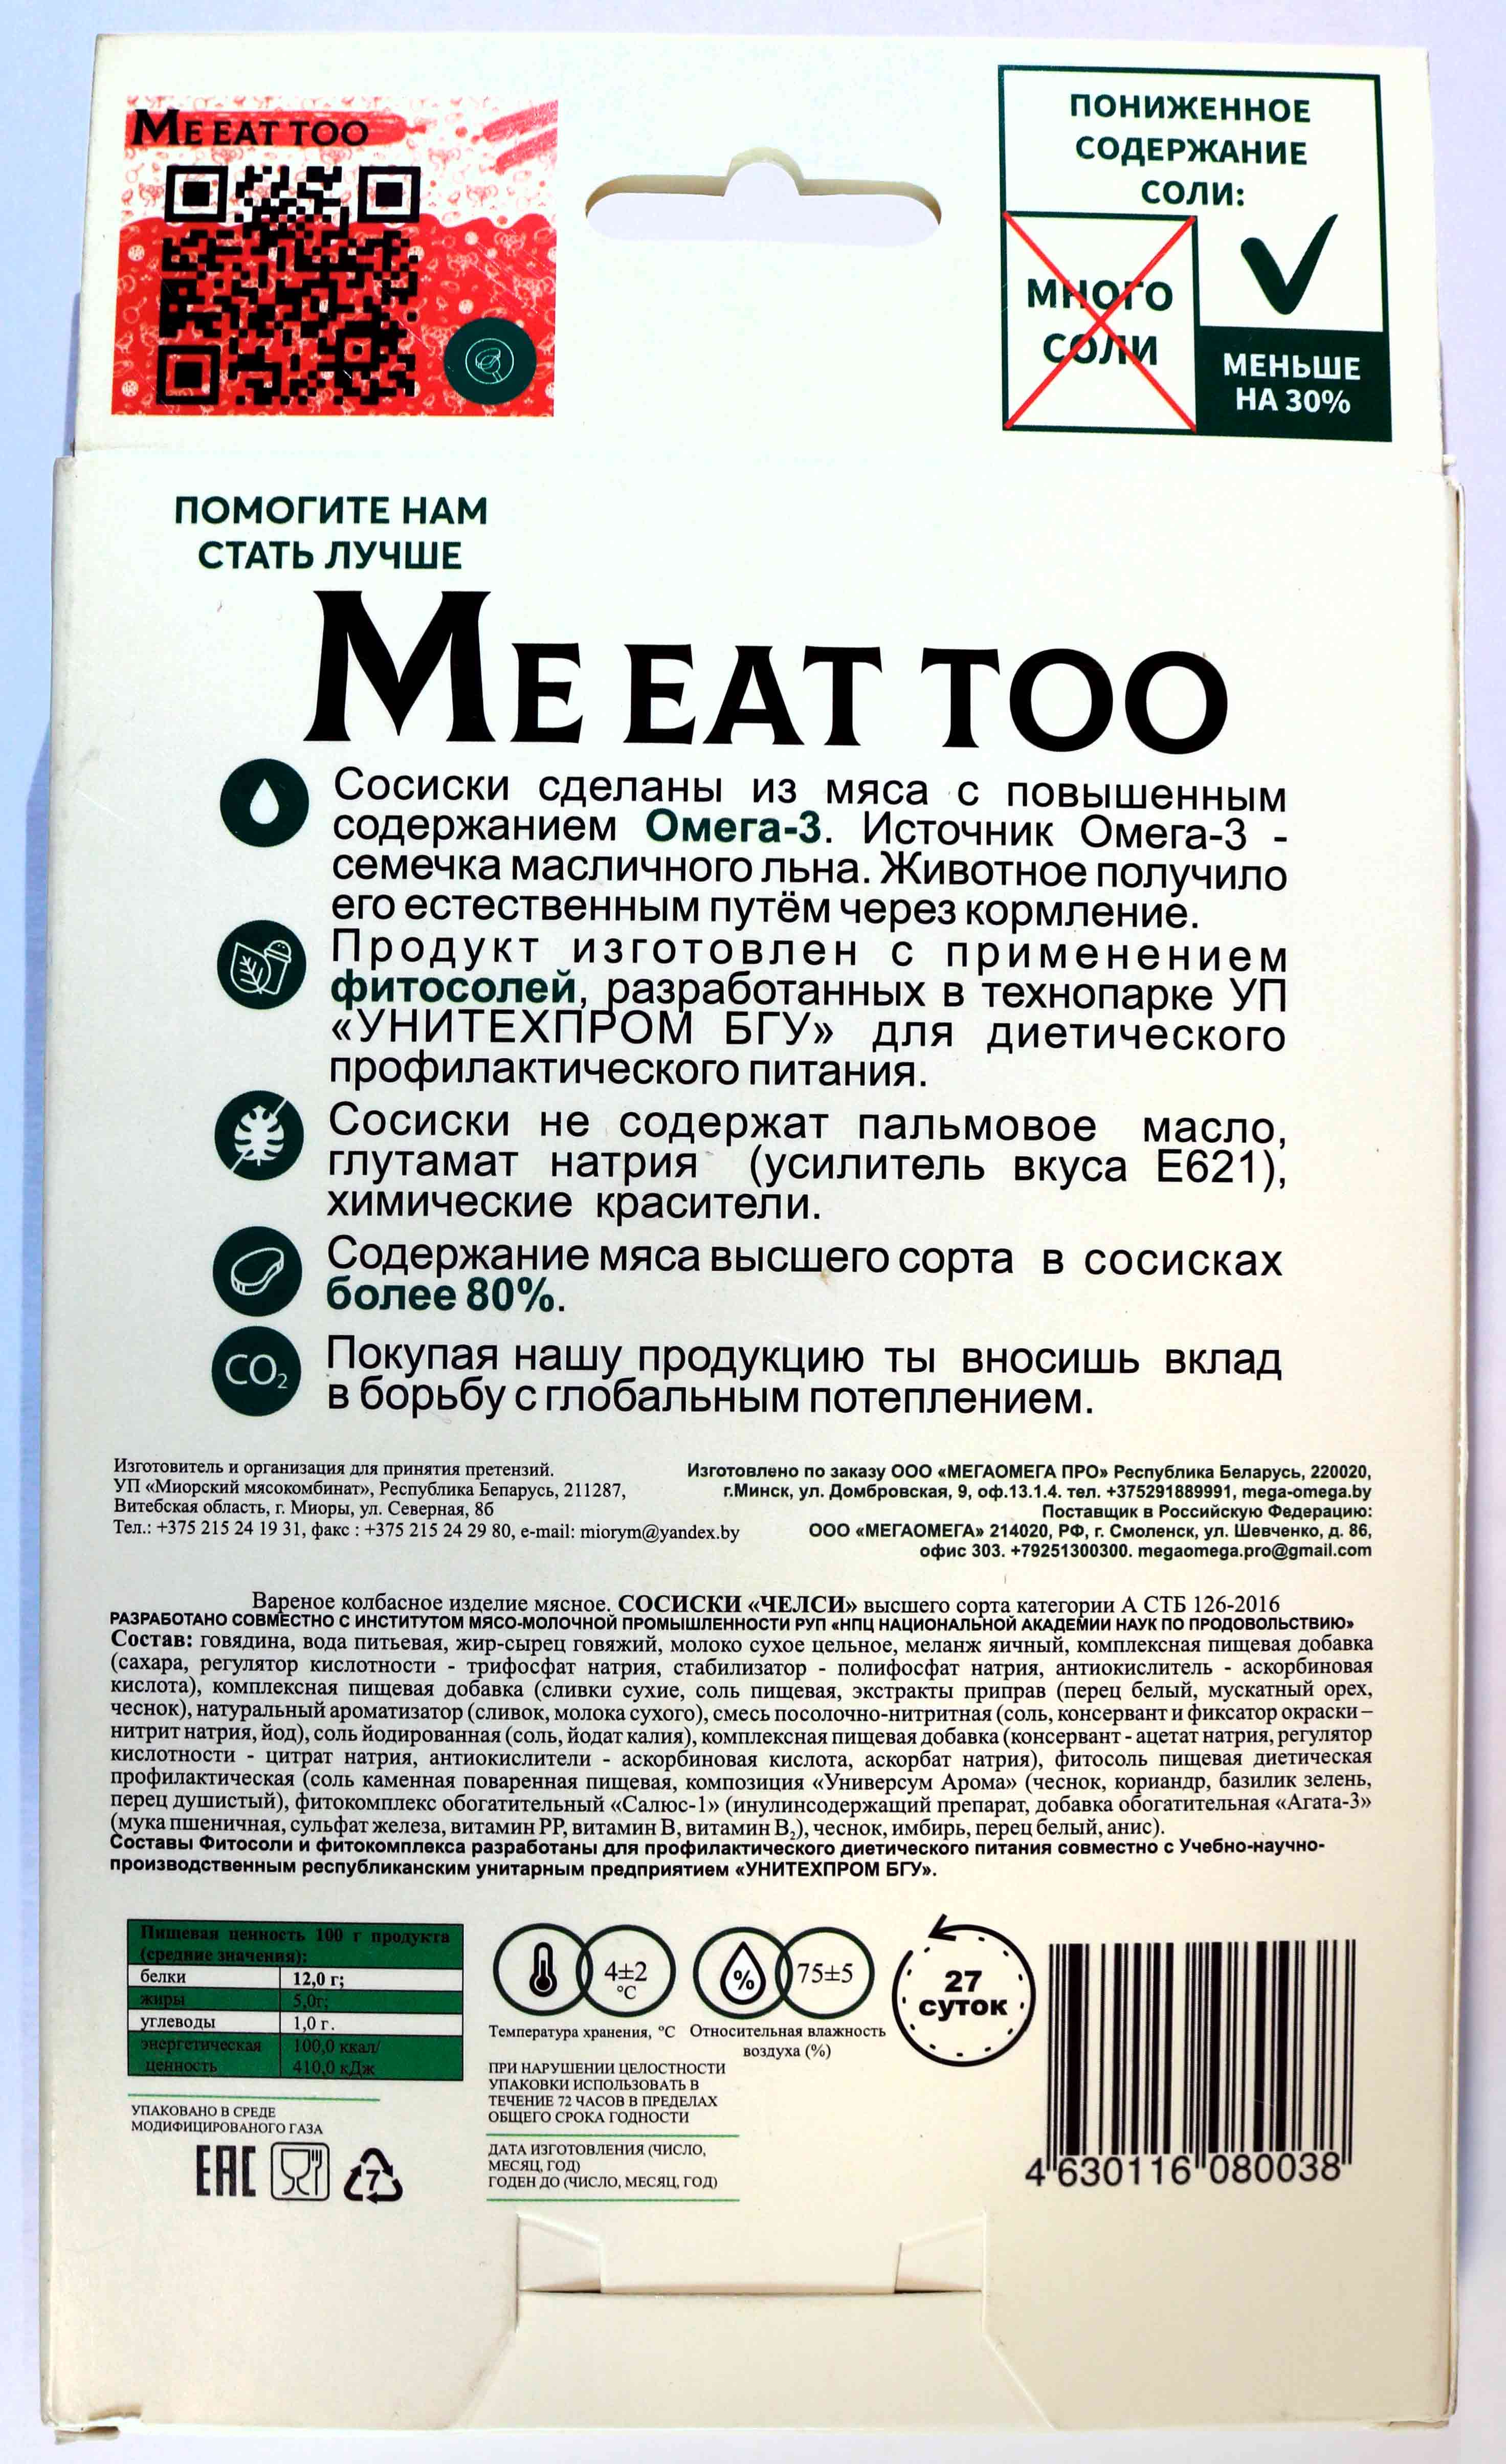 ME EAT TOO
ПОНИЖЕННОЕ
СОДЕРЖАНИЕ
СОЛИ:
МНОГО
СОЛИ
МЕНЬШЕ
НА 30%
ПОМОГИТЕ НАМ
СТАТЬ ЛУЧШЕ
ME EAT TOO
Сосиски сделаны из мяса с повышенным
содержанием Омега-3. Источник Омега-3 -
семечка масличного льна. Животное получило
его естественным путём через кормление.
Продукт изготовлен с применением
фитосолей, разработанных в технопарке УП
«УНИТЕХПРОМ БГУ» для диетического
профилактического питания.
Сосиски не содержат пальмовое масло,
глутамат натрия (усилитель вкуса Е621),
химические красители.
Содержание мяса высшего сорта в сосисках
более 80%.
CO₂
Покупая нашу продукцию ты вносишь вклад
в борьбу с глобальным потеплением.
Изготовитель и организация для принятия претензий.
УП «Миорский мясокомбинат», Республика Беларусь, 211287,
Витебская область, г. Миоры, ул. Северная, 8б
Тел.: +375 215 24 19 31, факс : +375 215 24 29 80, e-mail: miorym@yandex.by
Изготовлено по заказу ООО «МЕГАОМЕГА ПРО» Республика Беларусь, 220020,
г.Минск, ул. Домбровская, 9, оф.13.1.4. тел. +375291889991, mega-omega.by
Поставщик в Российскую Федерацию:
ООО «МЕГАОМЕГА» 214020, РФ, г. Смоленск, ул. Шевченко, д. 86,
офис 303. +79251300300. megaomega.pro@gmail.com
Вареное колбасное изделие мясное. СОСИСКИ «ЧЕЛСИ» высшего сорта категории А СТБ 126-2016
РАЗРАБОТАНО СОВМЕСТНО С ИНСТИТУТОМ МЯСО-МОЛОЧНОЙ ПРОМЫШЛЕННОСТИ РУП «НПЦ НАЦИОНАЛЬНОЙ АКАДЕМИИ НАУК ПО ПРОДОВОЛЬСТВИЮ»
Состав: говядина, вода питьевая, жир-сырец говяжий, молоко сухое цельное, меланж яичный, комплексная пищевая добавка
(сахара, регулятор кислотности - трифосфат натрия, стабилизатор - полифосфат натрия, антиокислитель - аскорбиновая
кислота), комплексная пищевая добавка (сливки сухие, соль пищевая, экстракты приправ (перец белый, мускатный орех,
чеснок), натуральный ароматизатор (сливок, молока сухого), смесь посолочно-нитритная (соль, консервант и фиксатор окраски –
нитрит натрия, йод), соль йодированная (соль, йодат калия), комплексная пищевая добавка (консервант - ацетат натрия, регулятор
кислотности - цитрат натрия, антиокислители - аскорбиновая кислота, аскорбат натрия), фитосоль пищевая диетическая
профилактическая (соль каменная поваренная пищевая, композиция «Универсум Арома» (чеснок, кориандр, базилик зелень,
перец душистый), фитокомплекс обогатительный «Салюс-1» (инулинсодержащий препарат, добавка обогатительная «Агата-3»
(мука пшеничная, сульфат железа, витамин РР, витамин В, витамин В₂), чеснок, имбирь, перец белый, анис).
Составы Фитосоли и фитокомплекса разработаны для профилактического диетического питания совместно с Учебно-научно-
производственным республиканским унитарным предприятием «УНИТЕХПРОМ БГУ».
Пищевая ценность 100 г продукта
(средние значения):
белки 12,0 г;
жиры 5,0г;
углеводы 1,0 г.
энергетическая 100,0 ккал/
ценность 410,0 кДж
УПАКОВАНО В СРЕДЕ
МОДИФИЦИРОВАНОГО ГАЗА
EAC
7
4±2
°C
%
75±5
Температура хранения, °С
Относительная влажность
воздуха (%)
27
суток
ПРИ НАРУШЕНИИ ЦЕЛОСТНОСТИ
УПАКОВКИ ИСПОЛЬЗОВАТЬ В
ТЕЧЕНИЕ 72 ЧАСОВ В ПРЕДЕЛАХ
ОБЩЕГО СРОКА ГОДНОСТИ
ДАТА ИЗГОТОВЛЕНИЯ (ЧИСЛО,
МЕСЯЦ, ГОД)
ГОДЕН ДО (ЧИСЛО, МЕСЯЦ, ГОД)
4 630116 080038